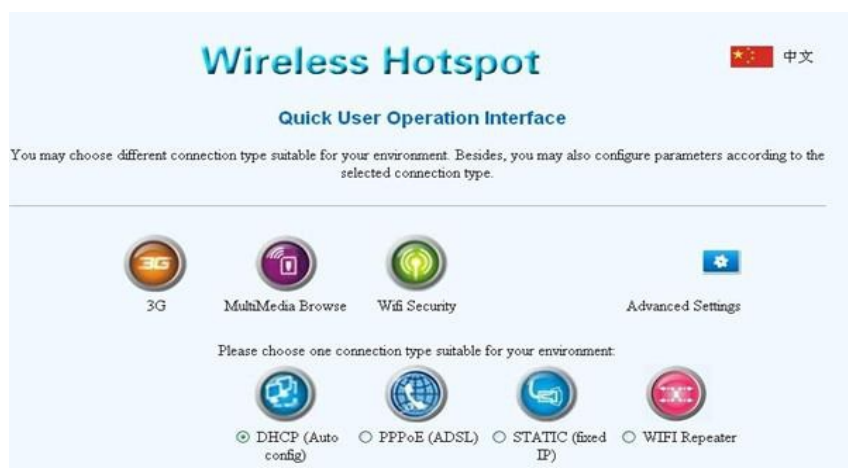 Wireless Hotspot
中文
Quick User Operation Interface
You may choose different connection type suitable for your environment. Besides, you may also configure parameters according to the
selected connection type.
3G
3G
MultiMedia Browse
Wifi Security
Advanced Settings
Please choose one connection type suitable for your environment:
DHCP (Auto
config)
PPPoE (ADSL)
STATIC (fixed
IP)
WIFI Repeater